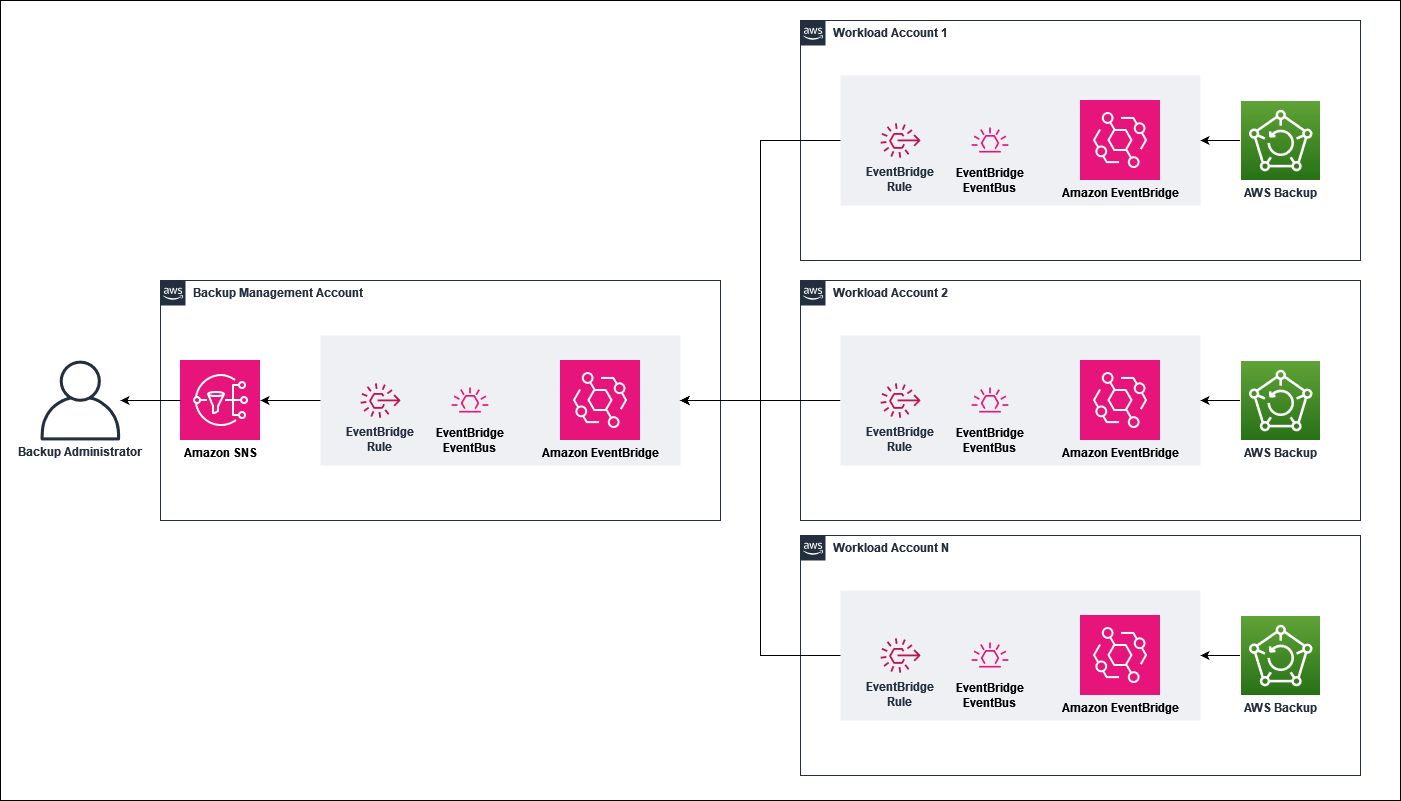 aws
Workload Account 1
EventBridge
Rule
EventBridge
EventBus
Amazon EventBridge
AWS Backup
aws
Backup Management Account
Backup Administrator
Amazon SNS
EventBridge
Rule
EventBridge
EventBus
Amazon EventBridge
aws
Workload Account 2
EventBridge
Rule
EventBridge
EventBus
Amazon EventBridge
AWS Backup
aws
Workload Account N
EventBridge
Rule
EventBridge
EventBus
Amazon EventBridge
AWS Backup